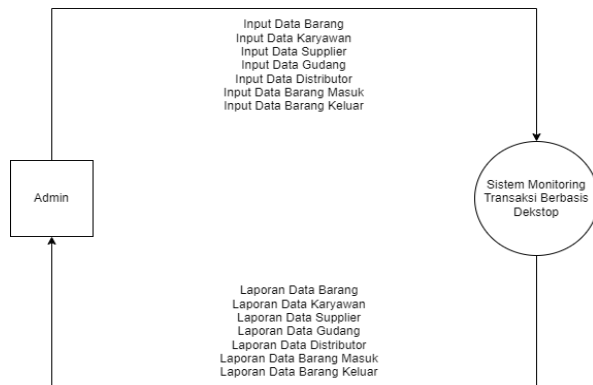 Input Data Barang
Input Data Karyawan
Input Data Supplier
Input Data Gudang
Input Data Distributor
Input Data Barang Masuk
Input Data Barang Keluar
Admin
Sistem Monitoring
Transaksi Berbasis
Dekstop
Laporan Data Barang
Laporan Data Karyawan
Laporan Data Supplier
Laporan Data Gudang
Laporan Data Distributor
Laporan Data Barang Masuk
Laporan Data Barang Keluar